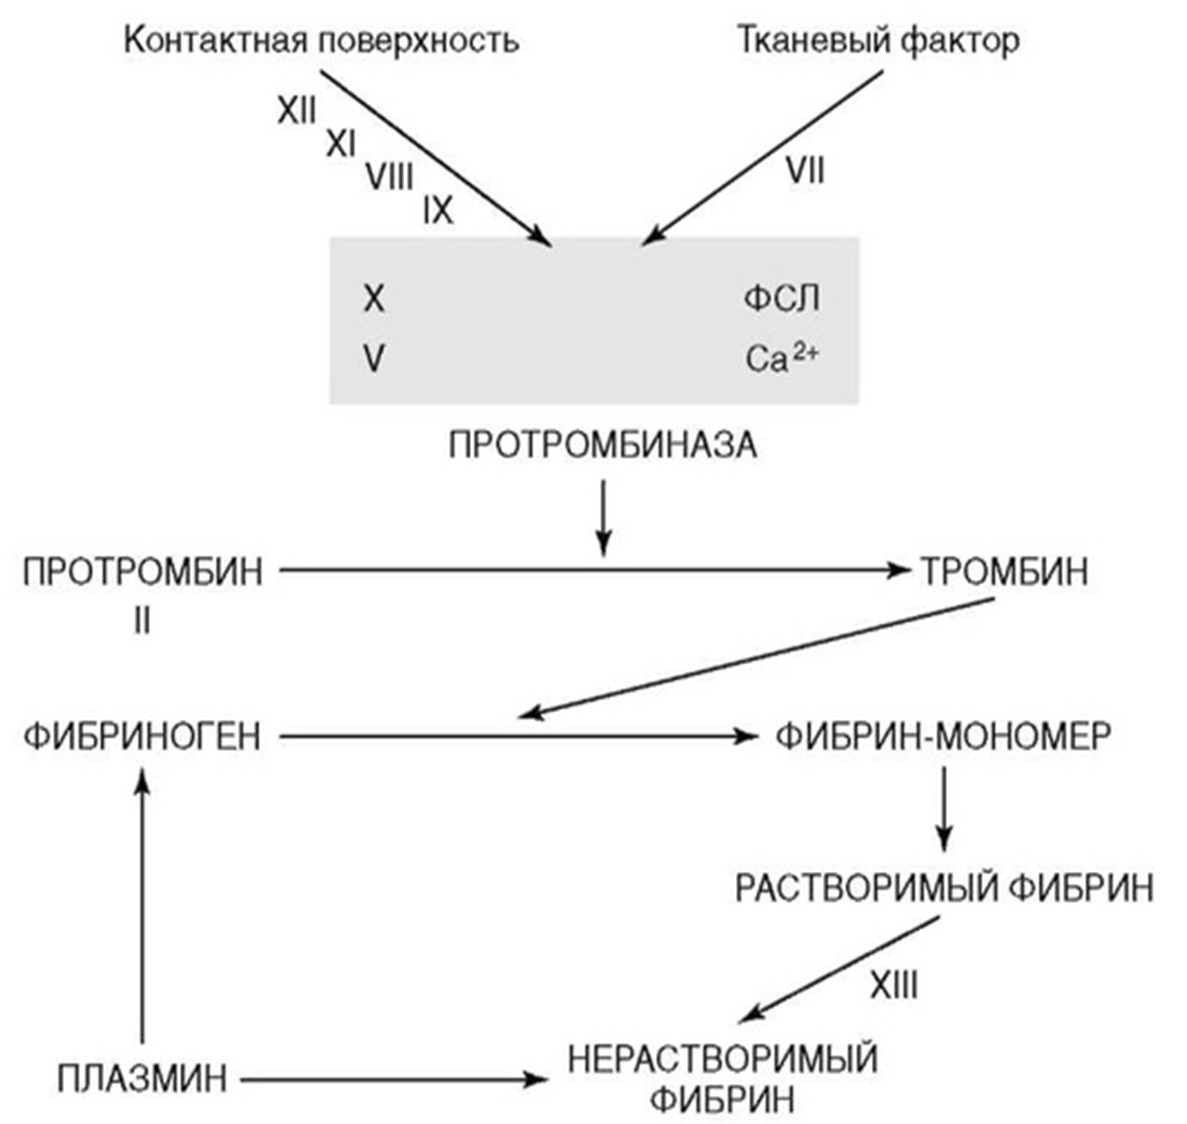 Контактная поверхность Тканевый фактор
XII
XI
VIII VII
IX
X ФСЛ
V Ca²⁺
ПРОТРОМБИНАЗА
ПРОТРОМБИН ТРОМБИН
II
ФИБРИНОГЕН ФИБРИН-МОНОМЕР
РАСТВОРИМЫЙ ФИБРИН
XIII
ПЛАЗМИН НЕРАСТВОРИМЫЙ
ФИБРИН